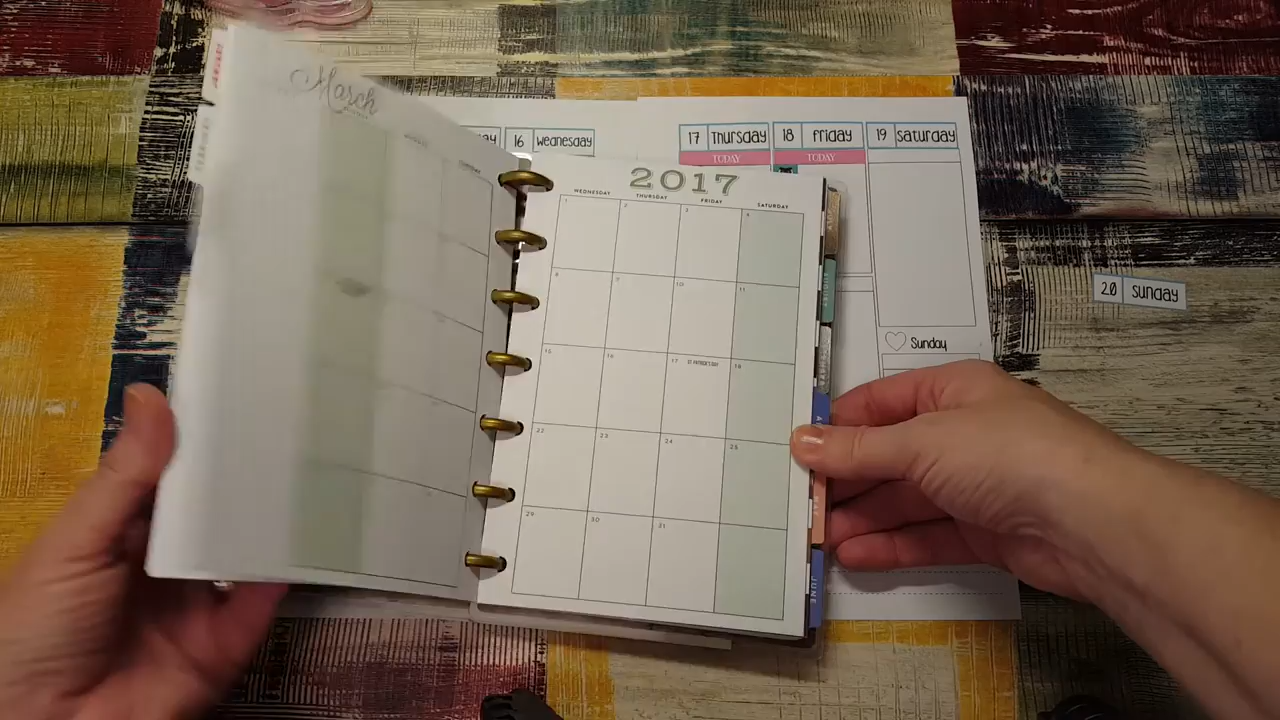 March
16 wednesday
17 Thursday 18 friday 19 saturday
TODAY TODAY
2017
WEDNESDAY THURSDAY FRIDAY SATURDAY
1 2 3 4
8 9 10 11
15 16 17 ST. PATRICK'S DAY 18
22 23 24 25
29 30 31
20 sunday
Sunday
MAY
JUNE